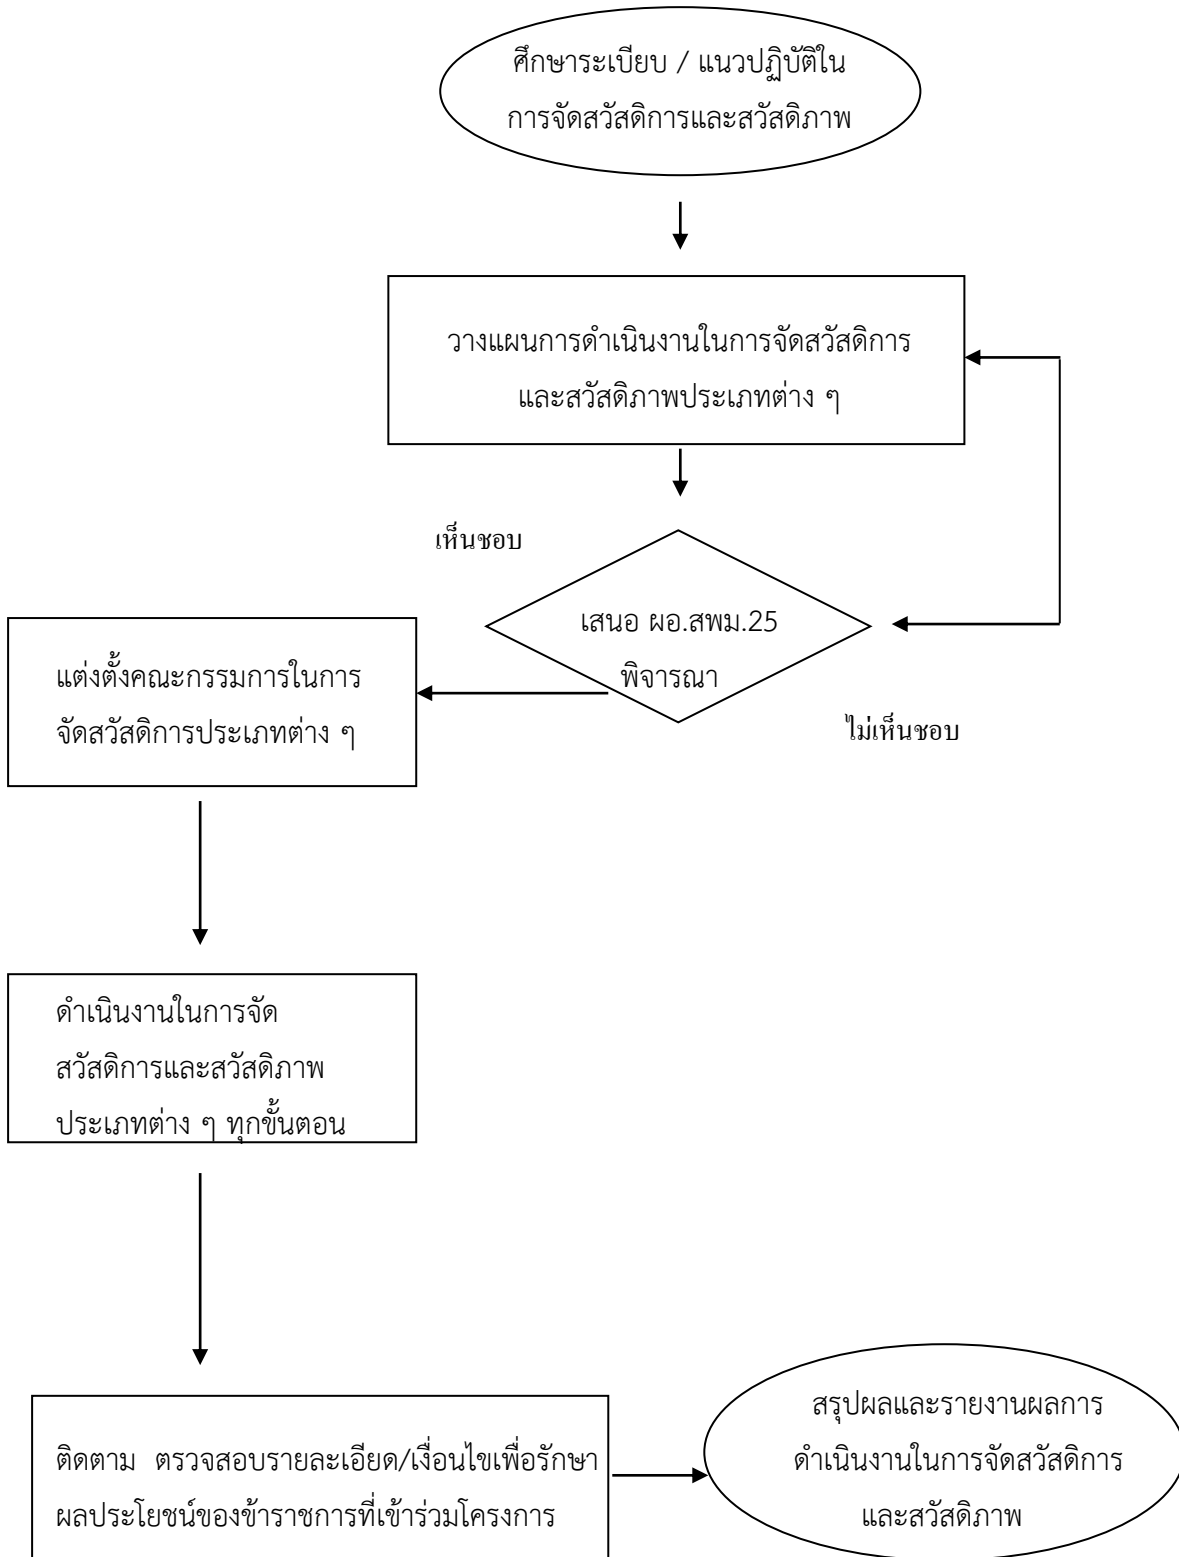 ศึกษาระเบียบ / แนวปฏิบัติใน
การจัดสวัสดิการและสวัสดิภาพ
วางแผนการดำเนินงานในการจัดสวัสดิการ
และสวัสดิภาพประเภทต่าง ๆ
เห็นชอบ
เสนอ ผอ.สพม.25
พิจารณา
ไม่เห็นชอบ
แต่งตั้งคณะกรรมการในการ
จัดสวัสดิการประเภทต่าง ๆ
ดำเนินงานในการจัด
สวัสดิการและสวัสดิภาพ
ประเภทต่าง ๆ ทุกขั้นตอน
ติดตาม ตรวจสอบรายละเอียด/เงื่อนไขเพื่อรักษา
ผลประโยชน์ของข้าราชการที่เข้าร่วมโครงการ
สรุปผลและรายงานผลการ
ดำเนินงานในการจัดสวัสดิการ
และสวัสดิภาพ